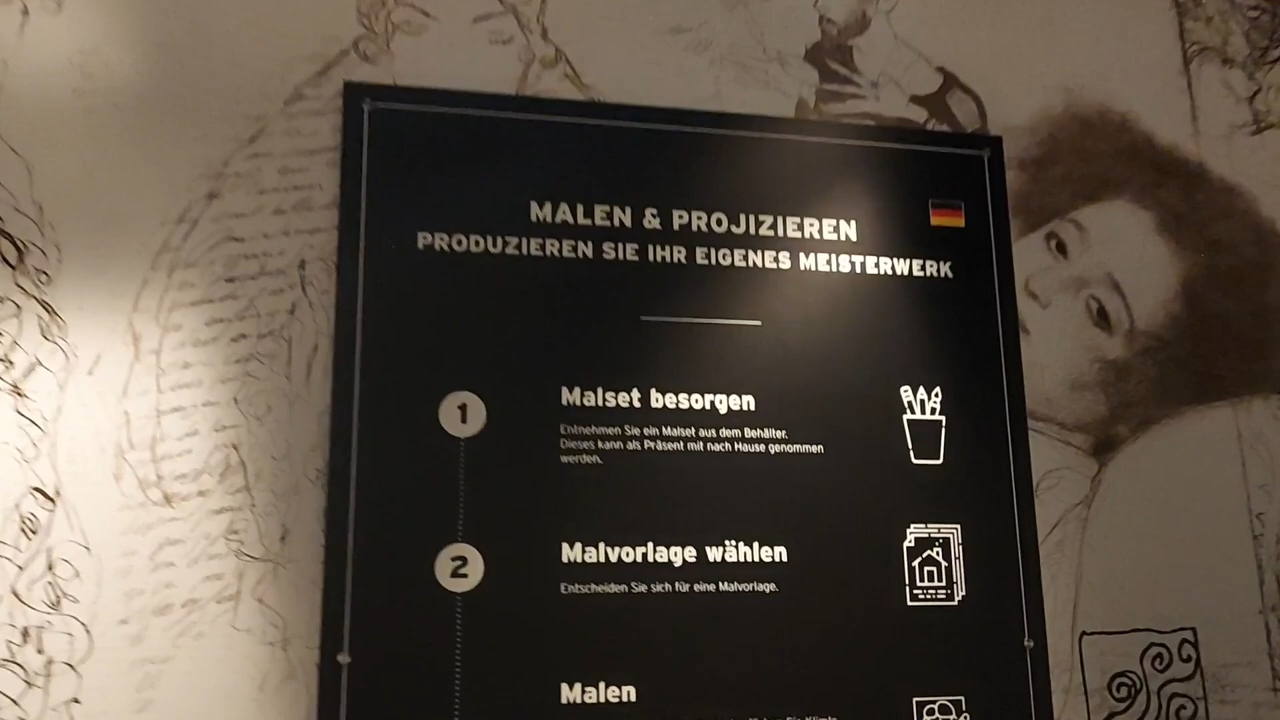 MALEN & PROJIZIEREN
PRODUZIEREN SIE IHR EIGENES MEISTERWERK
1
Malset besorgen
Entnehmen Sie ein Malset aus dem Behälter.
Dieses kann als Präsent mit nach Hause genommen
werden.
2
Malvorlage wählen
Entscheiden Sie sich für eine Malvorlage.
Malen